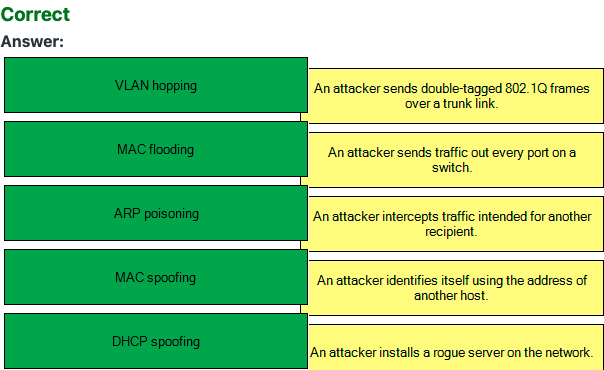 Correct
Answer:
VLAN hopping
An attacker sends double-tagged 802.1Q frames
over a trunk link.
MAC flooding
An attacker sends traffic out every port on a
switch.
ARP poisoning
An attacker intercepts traffic intended for another
recipient.
MAC spoofing
An attacker identifies itself using the address of
another host.
DHCP spoofing
An attacker installs a rogue server on the network.